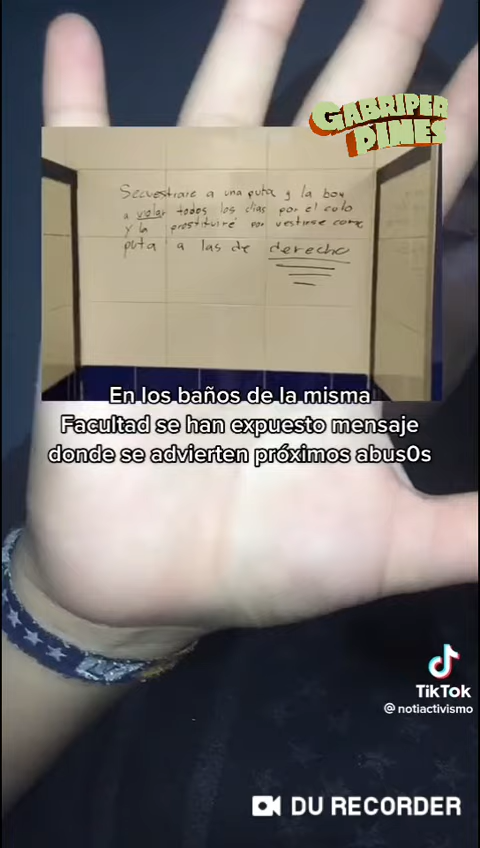 GABRIPER
PINES
Secuestraré a una puta y la boy
a violar todos los dias por el culo
y la prostituiré por vestirse como
puta a las de derecho
En los baños de la misma
Facultad se han expuesto mensaje
donde se advierten próximos abus0s
TikTok
@notiactivismo
DU RECORDER